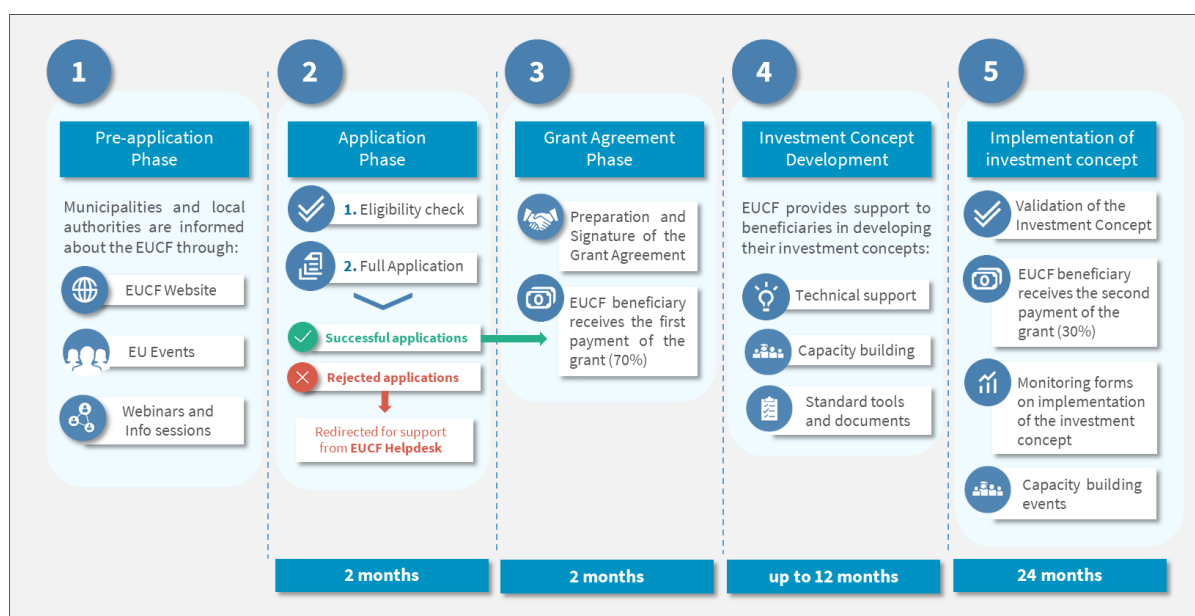 1
Pre-application
Phase
Municipalities and local
authorities are informed
about the EUCF through:
EUCF Website
EU Events
Webinars and
Info sessions
2
Application
Phase
1. Eligibility check
2. Full Application
Successful applications
Rejected applications
Redirected for support
from EUCF Helpdesk
2 months
3
Grant Agreement
Phase
Preparation and
Signature of the
Grant Agreement
EUCF beneficiary
receives the first
payment of the
grant (70%)
2 months
4
Investment Concept
Development
EUCF provides support to
beneficiaries in developing
their investment concepts:
Technical support
Capacity building
Standard tools
and documents
up to 12 months
5
Implementation of
investment concept
Validation of the
Investment Concept
EUCF beneficiary
receives the second
payment of the
grant (30%)
Monitoring forms
on implementation
of the investment
concept
Capacity building
events
24 months